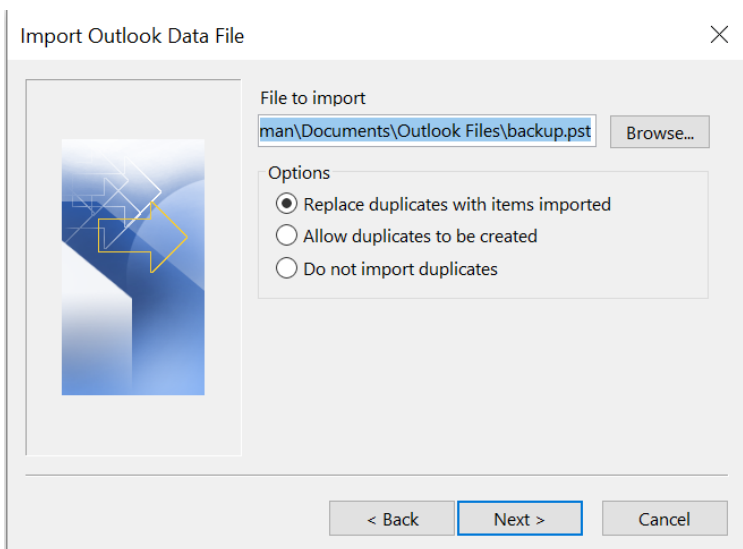 Import Outlook Data File
File to import
man\Documents\Outlook Files\backup.pst
Browse...
Options
Replace duplicates with items imported
Allow duplicates to be created
Do not import duplicates
< Back
Next >
Cancel